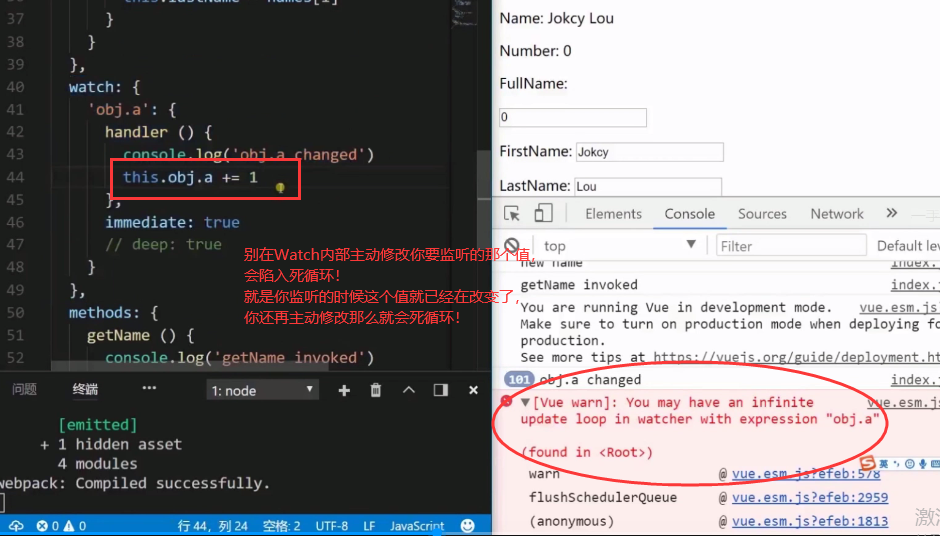 37
}
38
}
39
},
40
watch: {
41
'obj.a': {
42
handler () {
43
console.log('obj.a changed')
44
this.obj.a += 1
45
},
46
immediate: true
47
// deep: true
48
}
49
},
50
methods: {
51
getName () {
52
console.log('getName invoked')
别在Watch内部主动修改你要监听的那个值,
会陷入死循环!
就是你监听的时候这个值就已经在改变了,
你还再主动修改那么就会死循环!
问题
终端
•••
1: node
[emitted]
+ 1 hidden asset
4 modules
webpack: Compiled successfully.
0
0
行 44，列 24
空格: 2
UTF-8
LF
JavaScript
Name: Jokcy Lou
Number: 0
FullName:
0
FirstName: Jokcy
LastName: Lou
Elements
Console
Sources
Network
»
top
Filter
Default lev
new name
index.
getName invoked
index.j
You are running Vue in development mode.
vue.esm.js
Make sure to turn on production mode when deploying fo
production.
See more tips at https://vuejs.org/guide/deployment.ht
101 obj.a changed
index.
[Vue warn]: You may have an infinite
vue.esm.js
update loop in watcher with expression "obj.a"
(found in <Root>)
英
warn
@ vue.esm.js?efeb:578
flushSchedulerQueue
@ vue.esm.js?efeb:2959
(anonymous)
@ vue.esm.js?efeb:1813
激